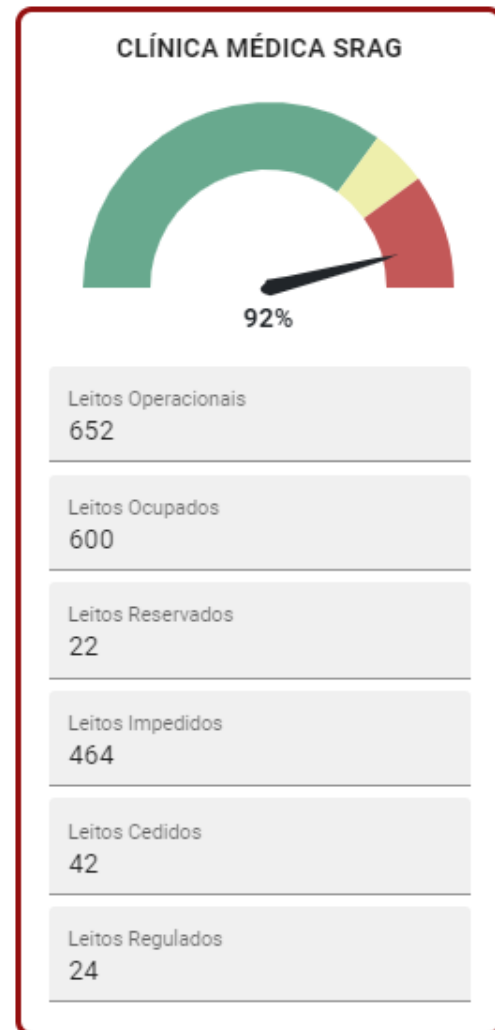 CLÍNICA MÉDICA SRAG
92%
Leitos Operacionais
652
Leitos Ocupados
600
Leitos Reservados
22
Leitos Impedidos
464
Leitos Cedidos
42
Leitos Regulados
24